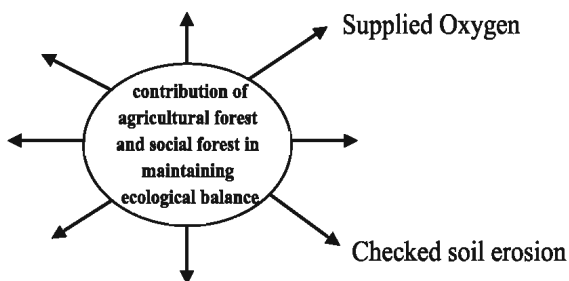 Supplied Oxygen
contribution of
agricultural forest
and social forest in
maintaining
ecological balance
Checked soil erosion